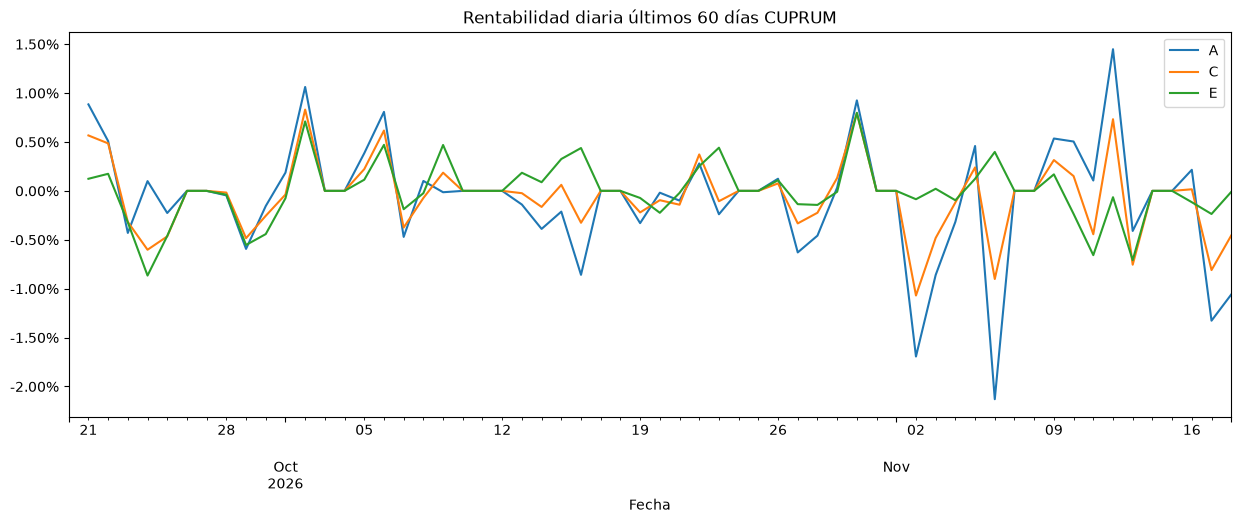 Rentabilidad diaria últimos 60 días CUPRUM
A
C
E
1.50%
1.00%
0.50%
0.00%
-0.50%
-1.00%
-1.50%
-2.00%
21 28 05 12 19 26 02 09 16
Oct Nov
2026
Fecha